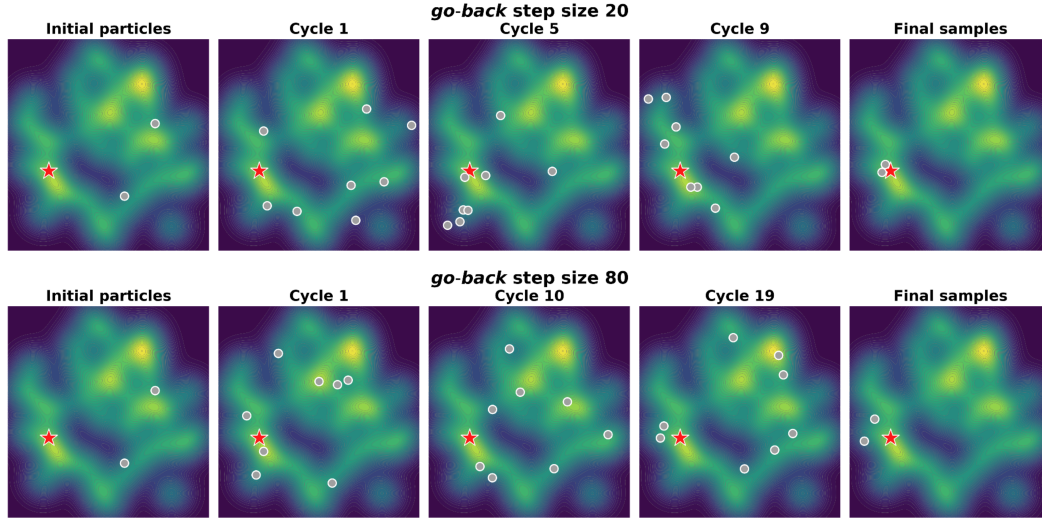 go-back step size 20
Initial particles Cycle 1 Cycle 5 Cycle 9 Final samples
go-back step size 80
Initial particles Cycle 1 Cycle 10 Cycle 19 Final samples